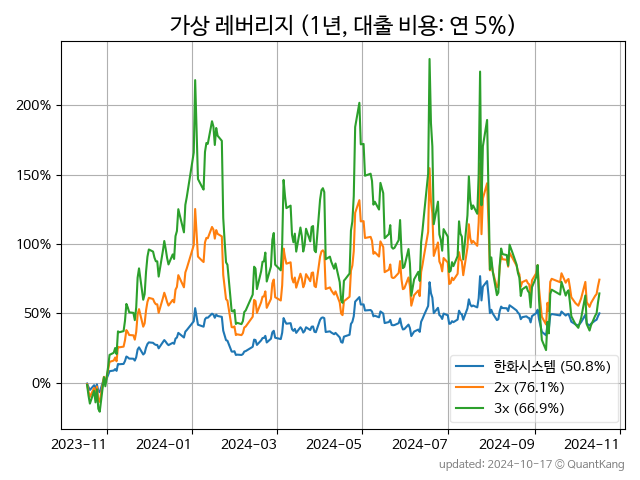 가상 레버리지 (1년, 대출 비용: 연 5%)
200%
150%
100%
50%
0%
한화시스템 (50.8%)
2x (76.1%)
3x (66.9%)
2023-11
2024-01
2024-03
2024-05
2024-07
2024-09
2024-11
updated: 2024-10-17 © QuantKang